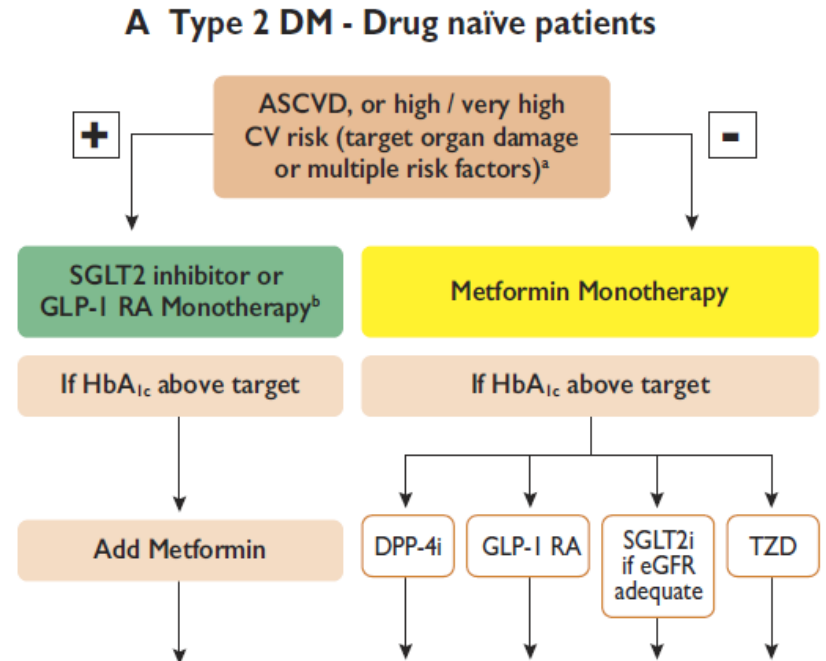 A Type 2 DM - Drug naïve patients
+
ASCVD, or high / very high
CV risk (target organ damage
or multiple risk factors)ᵃ
-
SGLT2 inhibitor or
GLP-1 RA Monotherapyᵇ
Metformin Monotherapy
If HbA₁c above target
If HbA₁c above target
Add Metformin
DPP-4i
GLP-1 RA
SGLT2i
if eGFR
adequate
TZD